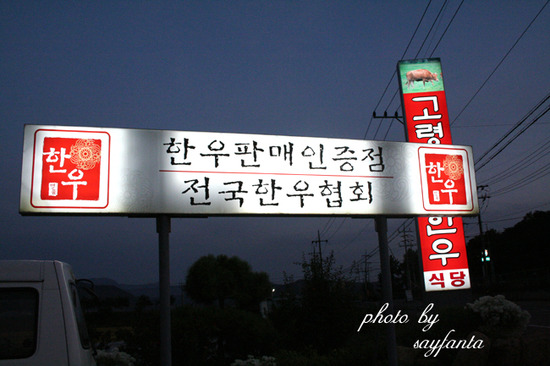 한우판매인증점
전국한우협회
한우
한우
고령
한우
식당
photo by
sayfanta